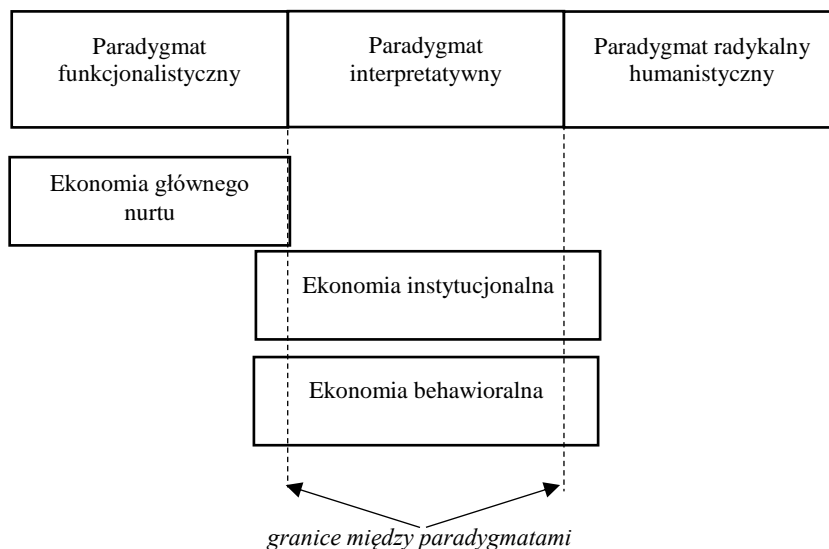 Paradygmat
funkcjonalistyczny
Paradygmat
interpretatywny
Paradygmat radykalny
humanistyczny
Ekonomia głównego
nurtu
Ekonomia instytucjonalna
Ekonomia behawioralna
granice między paradygmatami